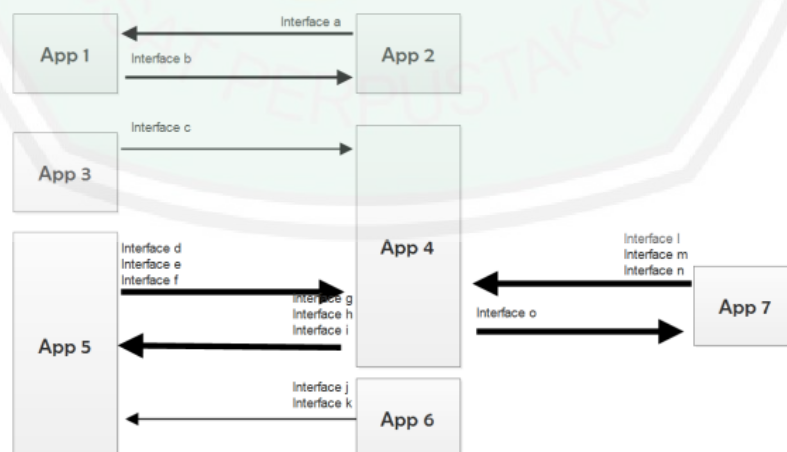 Interface a
App 1
App 2
Interface b
Interface c
App 3
App 4
Interface d
Interface e
Interface f
Interface g
Interface h
Interface i
Interface l
Interface m
Interface n
Interface o
App 7
App 5
Interface j
Interface k
App 6
PERPUSTAKA